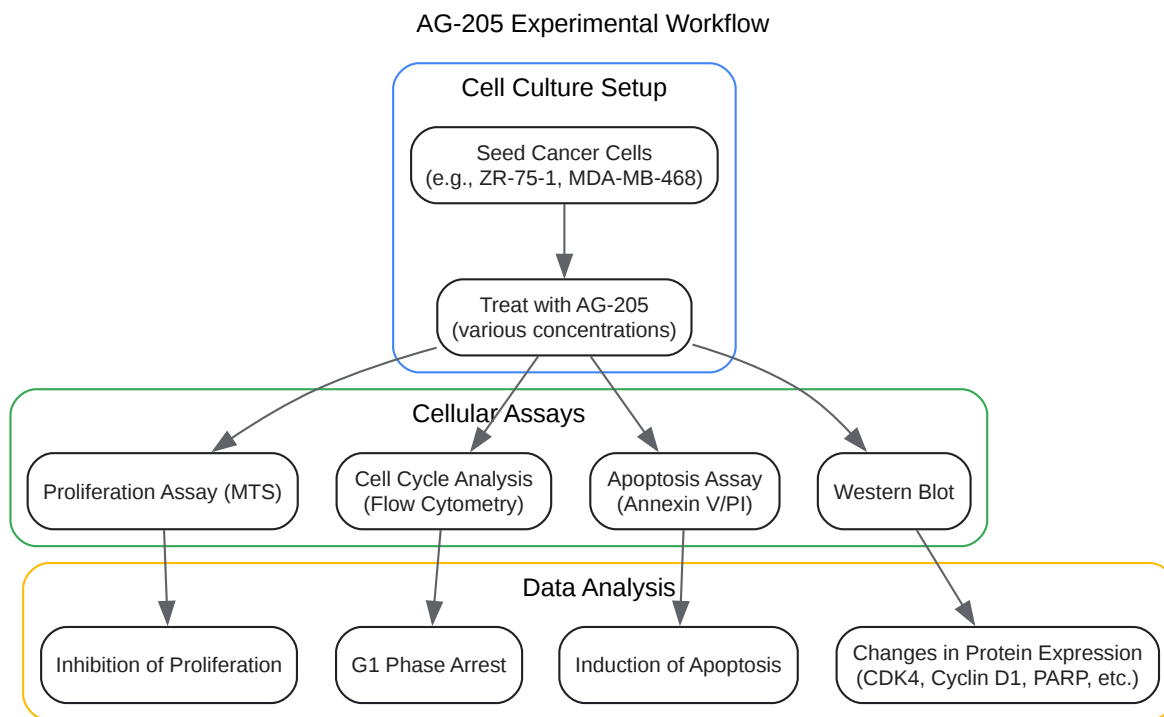 AG-205 Experimental Workflow
Cell Culture Setup
Seed Cancer Cells
(e.g., ZR-75-1, MDA-MB-468)
Treat with AG-205
(various concentrations)
Cellular Assays
Proliferation Assay (MTS)
Cell Cycle Analysis
(Flow Cytometry)
Apoptosis Assay
(Annexin V/PI)
Western Blot
Data Analysis
Inhibition of Proliferation
G1 Phase Arrest
Induction of Apoptosis
Changes in Protein Expression
(CDK4, Cyclin D1, PARP, etc.)